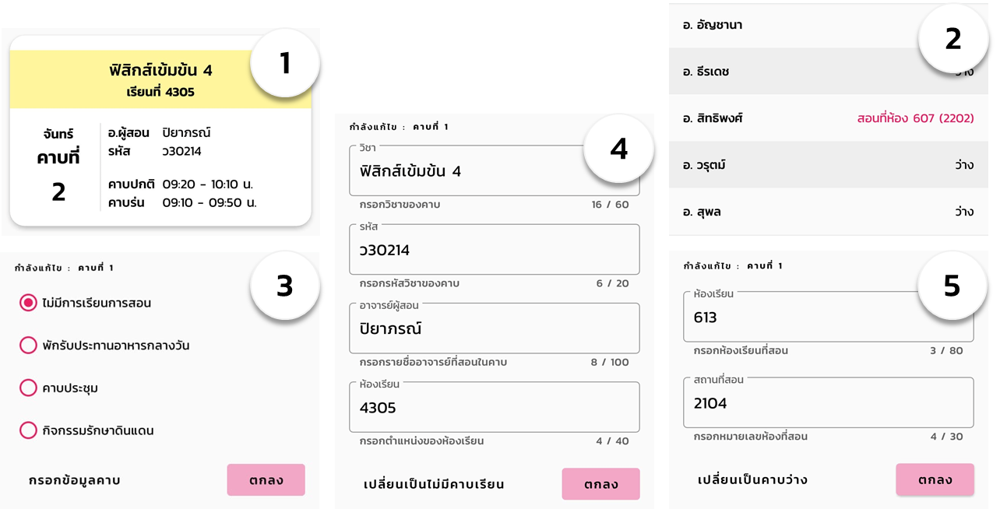 1
ฟิสิกส์เข้มข้น 4
เรียนที่ 4305
จันทร์
คาบที่
2
อ.ผู้สอน ปิยาภรณ์
รหัส ว30214
คาบปกติ 09:20 - 10:10 น.
คาบร่น 09:10 - 09:50 น.
2
อ. อัญชานา
อ. ธีรเดช
อ. สิทธิพงศ์ สอนที่ห้อง 607 (2202)
อ. วรุตม์ ว่าง
อ. สุพล ว่าง
3
กำลังแก้ไข : คาบที่ 1
ไม่มีการเรียนการสอน
พักรับประทานอาหารกลางวัน
คาบประชุม
กิจกรรมรักษาดินแดน
กรอกข้อมูลคาบ ตกลง
4
กำลังแก้ไข : คาบที่ 1
วิชา
ฟิสิกส์เข้มข้น 4
กรอกวิชาของคาบ 16 / 60
รหัส
ว30214
กรอกรหัสวิชาของคาบ 6 / 20
อาจารย์ผู้สอน
ปิยาภรณ์
กรอกรายชื่ออาจารย์ที่สอนในคาบ 8 / 100
ห้องเรียน
4305
กรอกตำแหน่งของห้องเรียน 4 / 40
เปลี่ยนเป็นไม่มีคาบเรียน ตกลง
5
กำลังแก้ไข : คาบที่ 1
ห้องเรียน
613
กรอกห้องเรียนที่สอน 3 / 80
สถานที่สอน
2104
กรอกหมายเลขห้องที่สอน 4 / 30
เปลี่ยนเป็นคาบว่าง ตกลง